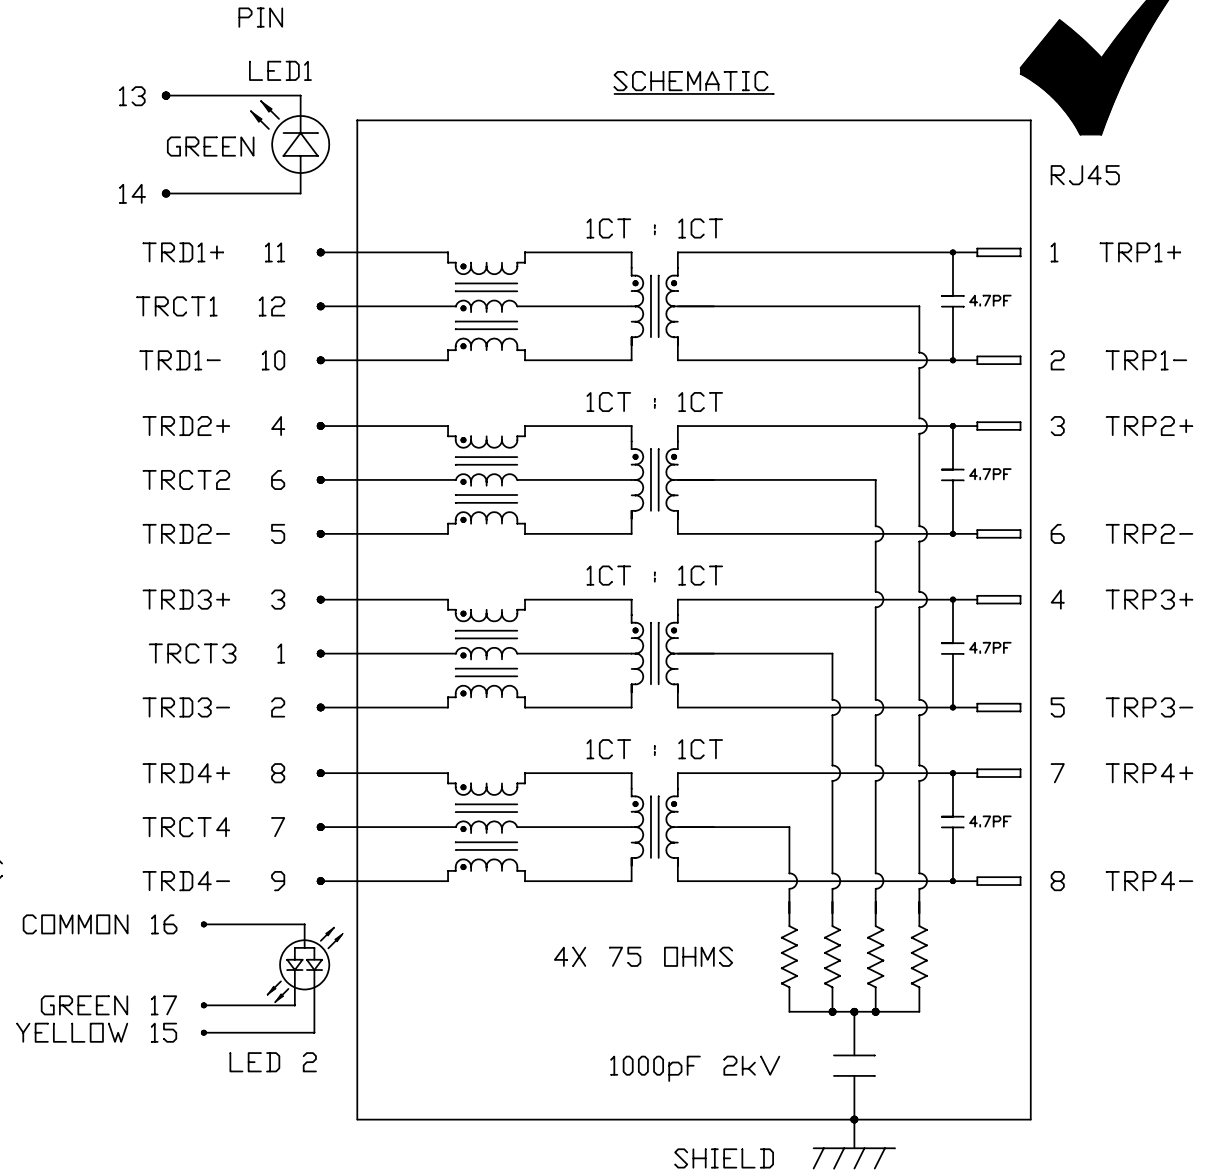 PIN
LED1
SCHEMATIC
13
GREEN
14
RJ45
1CT : 1CT
TRD1+ 11 1 TRP1+
4.7PF
TRCT1 12
TRD1- 10 2 TRP1-
1CT : 1CT
TRD2+ 4 3 TRP2+
4.7PF
TRCT2 6
TRD2- 5 6 TRP2-
1CT : 1CT
TRD3+ 3 4 TRP3+
4.7PF
TRCT3 1
TRD3- 2 5 TRP3-
1CT : 1CT
TRD4+ 8 7 TRP4+
4.7PF
TRCT4 7
TRD4- 9 8 TRP4-
COMMON 16
4X 75 OHMS
GREEN 17
YELLOW 15
LED 2
1000pF 2kV
SHIELD